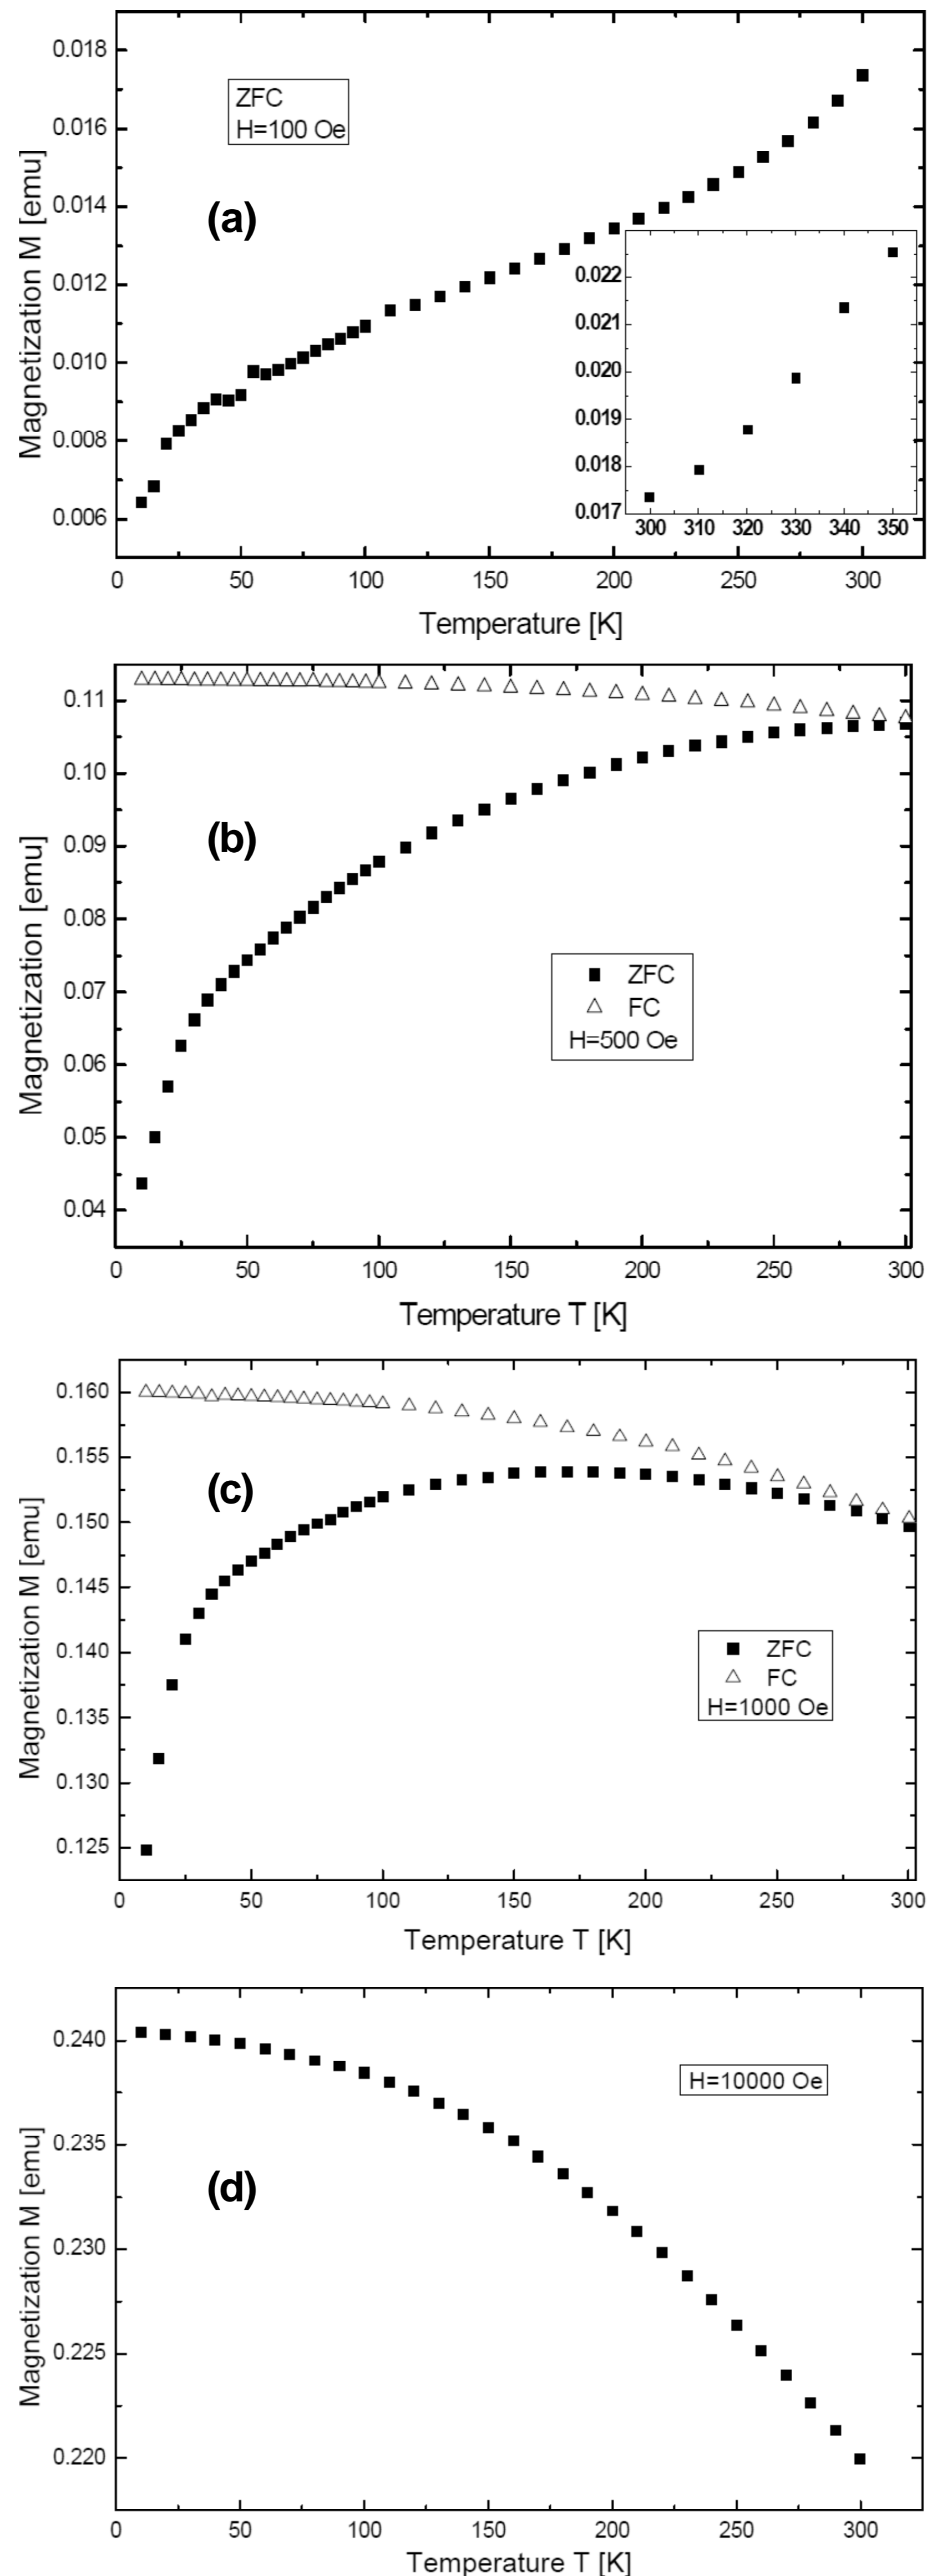 0.018
0.016
0.014
0.012
0.010
0.008
0.006
Magnetization M [emu]
ZFC
H=100 Oe
(a)
0.022
0.021
0.020
0.019
0.018
0.017
300 310 320 330 340 350
0 50 100 150 200 250 300
Temperature [K]
0.11
0.10
0.09
0.08
0.07
0.06
0.05
0.04
Magnetization [emu]
(b)
ZFC
FC
H=500 Oe
0 50 100 150 200 250 300
Temperature T [K]
0.160
0.155
0.150
0.145
0.140
0.135
0.130
0.125
Magnetization M [emu]
(c)
ZFC
FC
H=1000 Oe
0 50 100 150 200 250 300
Temperature T [K]
0.240
0.235
0.230
0.225
0.220
Magnetization M [emu]
H=10000 Oe
(d)
0 50 100 150 200 250 300
Temperature T [K]